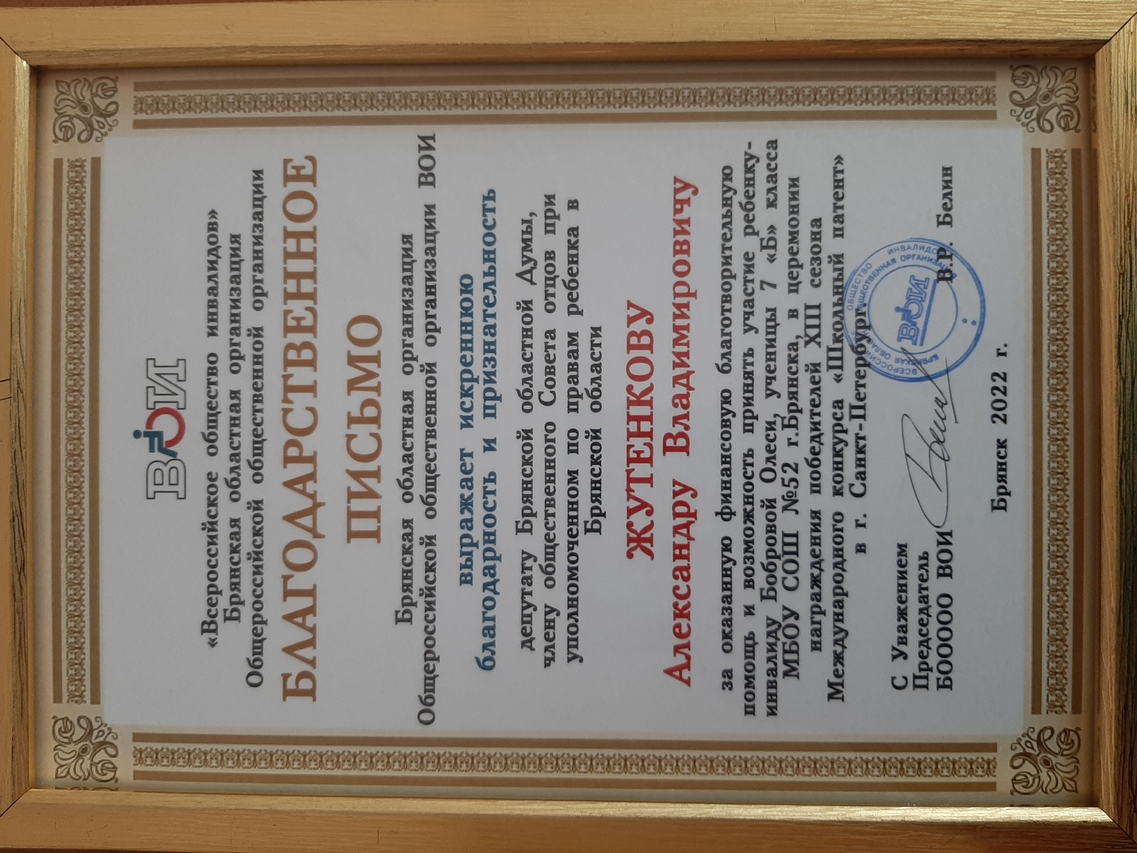 ВОИ
«Всероссийское общество инвалидов»
Брянская областная организация
Общероссийской общественной организации
БЛАГОДАРСТВЕННОЕ
ПИСЬМО
Брянская областная организация
Общероссийской общественной организации ВОИ
выражает искреннюю
благодарность и признательность
депутату Брянской областной Думы,
члену общественного Совета отцов при
уполномоченном по правам ребенка в
Брянской области
ЖУТЕНКОВУ
Александру Владимировичу
за оказанную финансовую благотворительную
помощь и возможность принять участие ребенку-
инвалиду Бобровой Олеси, ученицы 7 «Б» класса
МБОУ СОШ №52 г.Брянска, в церемонии
награждения победителей XIII сезона
Международного конкурса «Школьный патент»
в г. Санкт-Петербург.
С Уважением
Председатель
БООООО ВОИ
В.Р. Белин
ВОИ
Брянск 2022 г.